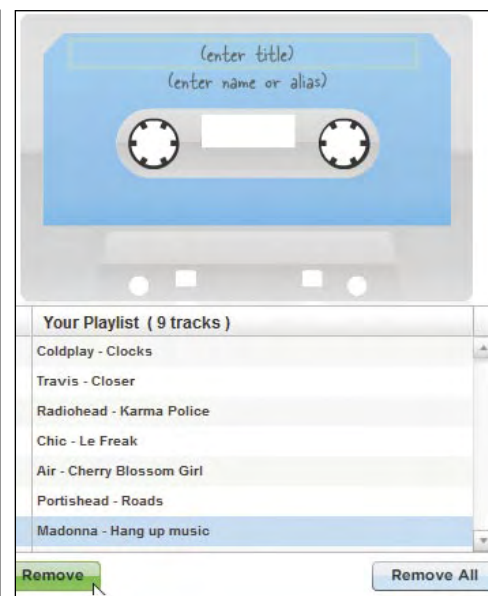 (enter title)
(enter name or alias)
Your Playlist ( 9 tracks )
Coldplay - Clocks
Travis - Closer
Radiohead - Karma Police
Chic - Le Freak
Air - Cherry Blossom Girl
Portishead - Roads
Madonna - Hang up music
Remove
Remove All